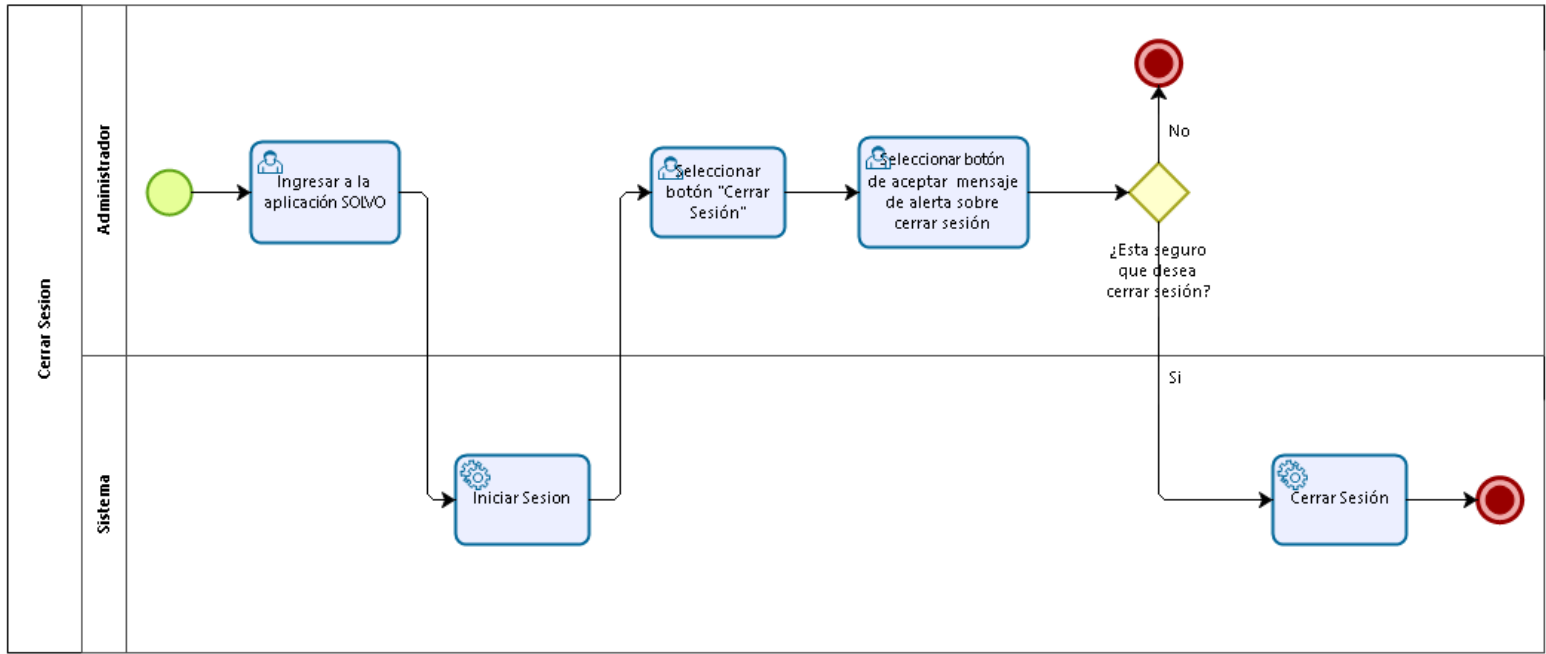 Cerrar Sesion
Administrador
Ingresar a la
aplicación SOLVO
Seleccionar
botón "Cerrar
Sesión"
Seleccionar botón
de aceptar mensaje
de alerta sobre
cerrar sesión
No
¿Esta seguro
que desea
cerrar sesión?
Sistema
Iniciar Sesion
Si
Cerrar Sesión